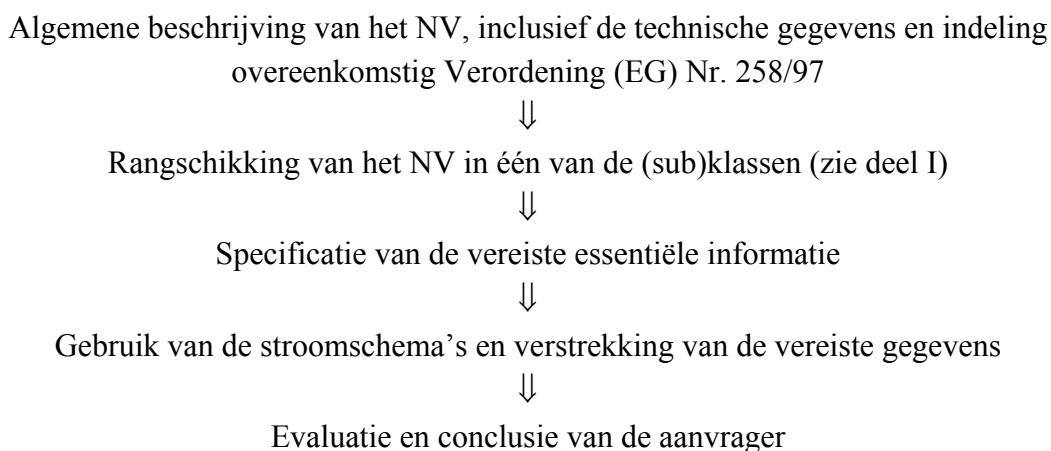 Algemene beschrijving van het NV, inclusief de technische gegevens en indeling
overeenkomstig Verordening (EG) Nr. 258/97
⇓
Rangschikking van het NV in één van de (sub)klassen (zie deel I)
⇓
Specificatie van de vereiste essentiële informatie
⇓
Gebruik van de stroomschema’s en verstrekking van de vereiste gegevens
⇓
Evaluatie en conclusie van de aanvrager